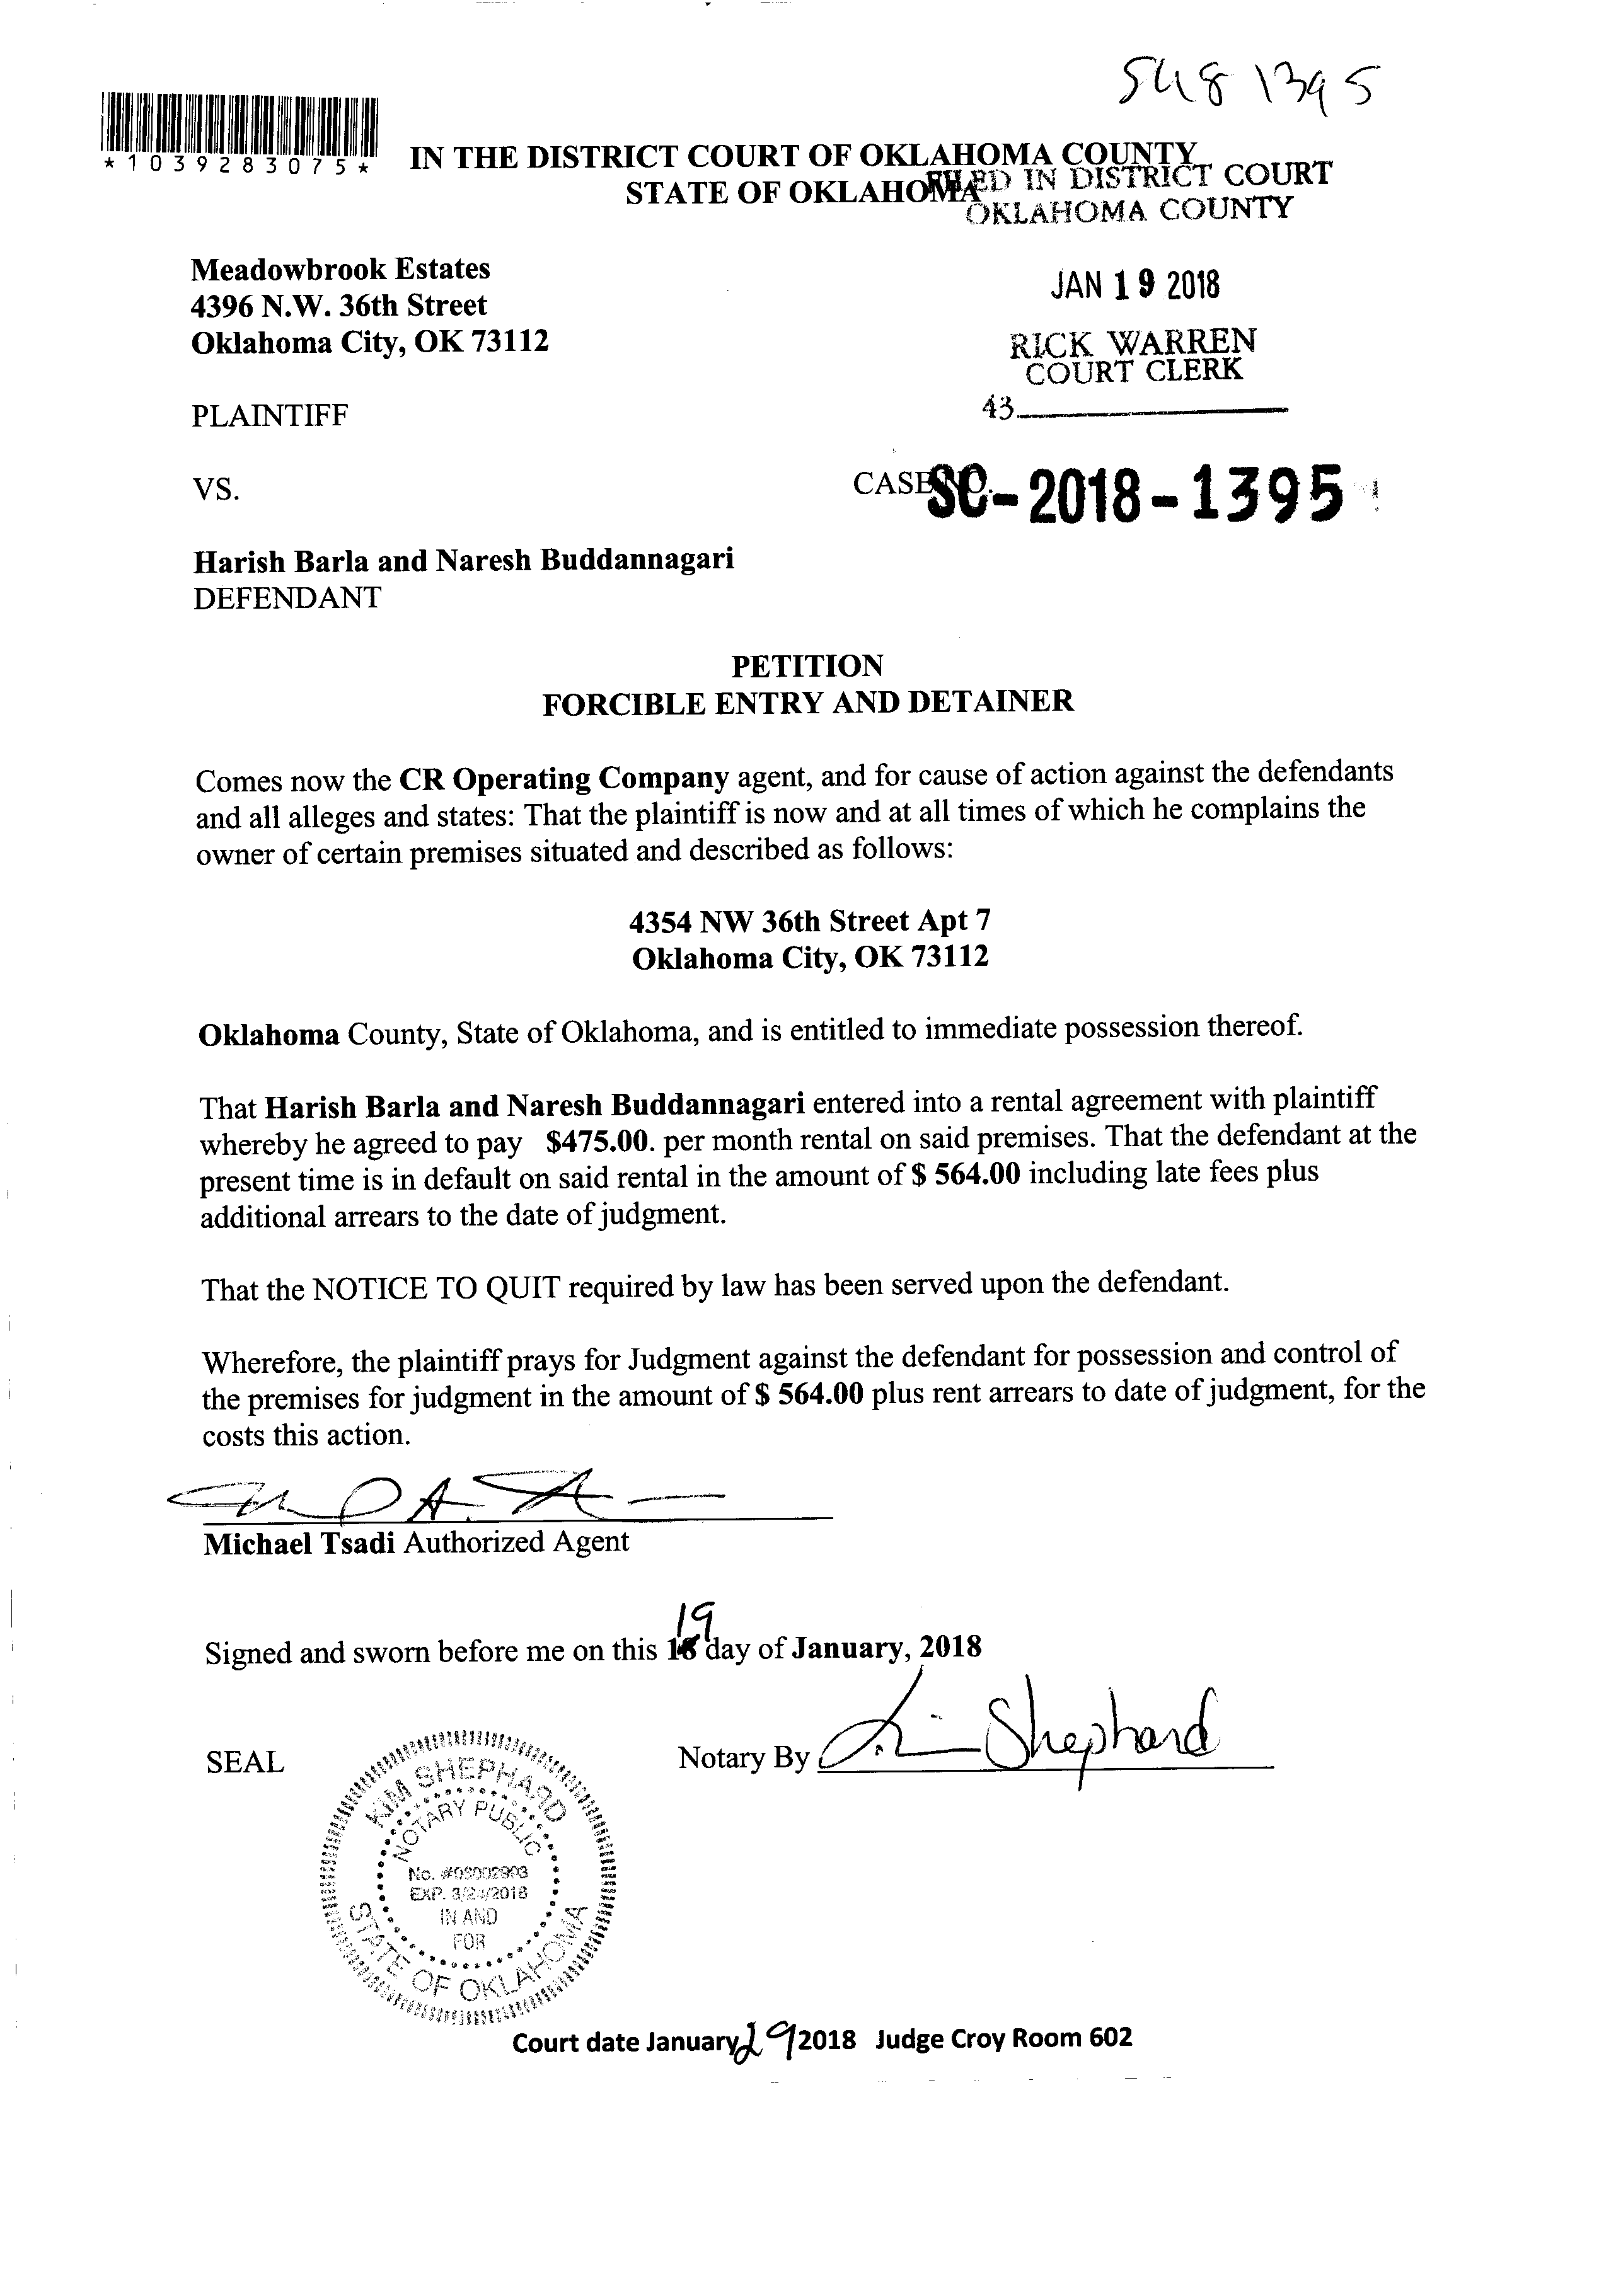 SC18 1395
*1039283075*
IN THE DISTRICT COURT OF OKLAHOMA COUNTY
STATE OF OKLAHOMA
FILED IN DISTRICT COURT
OKLAHOMA COUNTY
Meadowbrook Estates
4396 N.W. 36th Street
Oklahoma City, OK 73112
JAN 19 2018
RICK WARREN
COURT CLERK
43
PLAINTIFF
VS.
CASE NO.
SC-2018-1395
Harish Barla and Naresh Buddannagari
DEFENDANT
PETITION
FORCIBLE ENTRY AND DETAINER
Comes now the CR Operating Company agent, and for cause of action against the defendants
and all alleges and states: That the plaintiff is now and at all times of which he complains the
owner of certain premises situated and described as follows:
4354 NW 36th Street Apt 7
Oklahoma City, OK 73112
Oklahoma County, State of Oklahoma, and is entitled to immediate possession thereof.
That Harish Barla and Naresh Buddannagari entered into a rental agreement with plaintiff
whereby he agreed to pay $475.00. per month rental on said premises. That the defendant at the
present time is in default on said rental in the amount of $ 564.00 including late fees plus
additional arrears to the date of judgment.
That the NOTICE TO QUIT required by law has been served upon the defendant.
Wherefore, the plaintiff prays for Judgment against the defendant for possession and control of
the premises for judgment in the amount of $ 564.00 plus rent arrears to date of judgment, for the
costs this action.
Michael Tsadi Authorized Agent
19
Signed and sworn before me on this 18 day of January, 2018
SEAL
Notary By Kim Shephard
KIM SHEPHARD
NOTARY PUBLIC
No.
EXP.
IN AND
FOR
STATE OF OKLAHOMA
Court date January 29 2018 Judge Croy Room 602